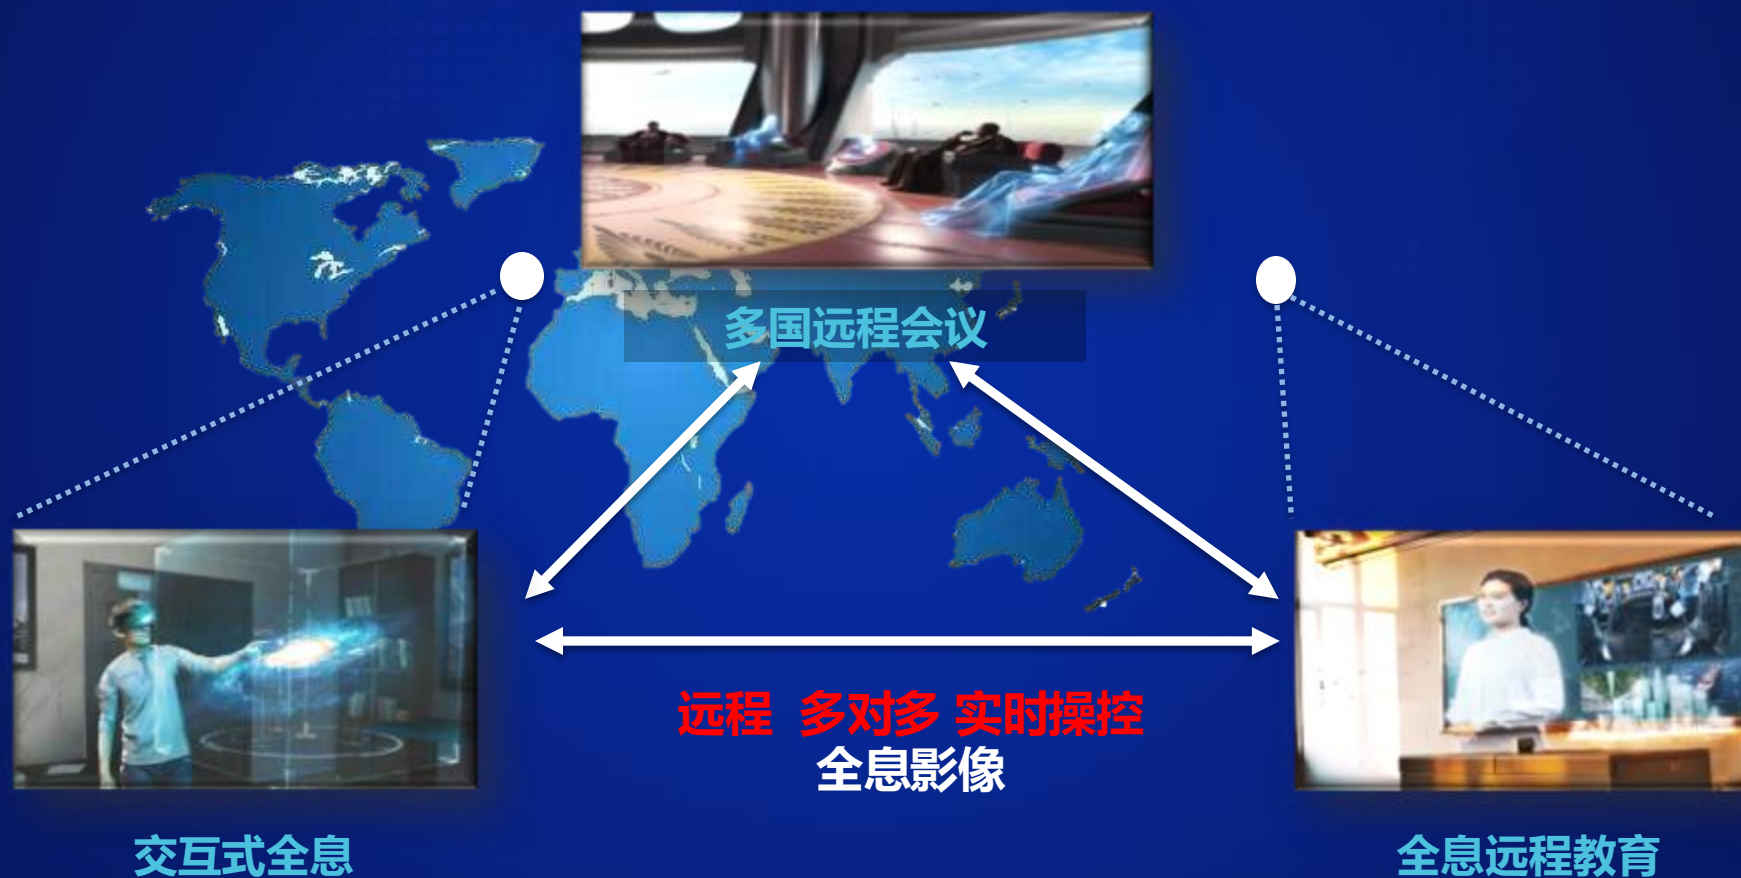 多国远程会议
远程 多对多 实时操控
全息影像
交互式全息
全息远程教育